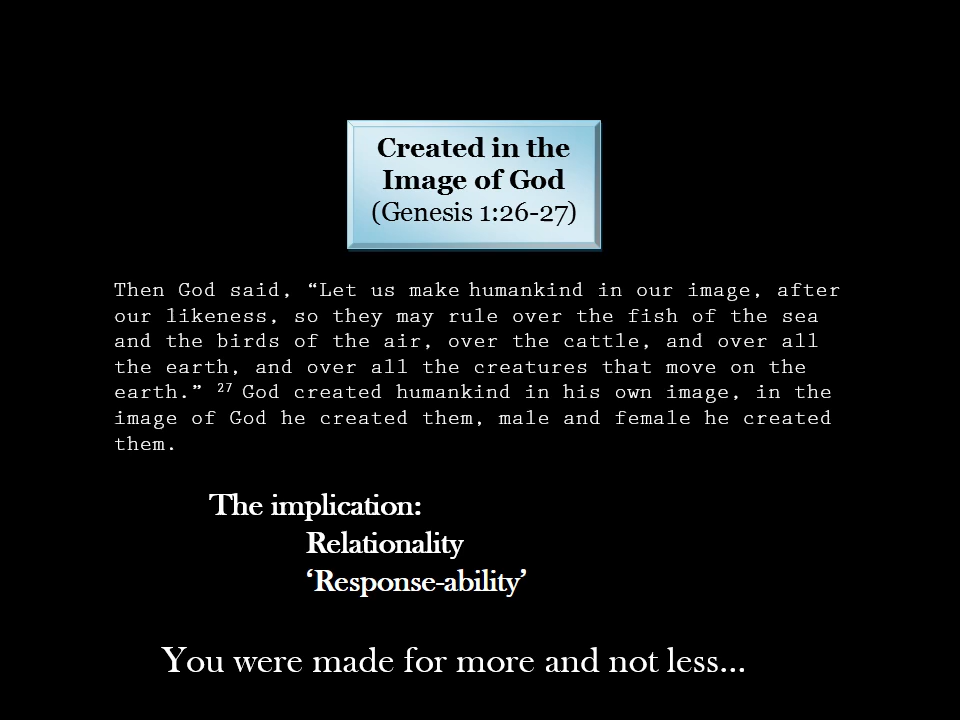 Created in the
Image of God
(Genesis 1:26-27)
Then God said, “Let us make humankind in our image, after
our likeness, so they may rule over the fish of the sea
and the birds of the air, over the cattle, and over all
the earth, and over all the creatures that move on the
earth.” 27 God created humankind in his own image, in the
image of God he created them, male and female he created
them.
The implication:
Relationality
‘Response-ability’
You were made for more and not less...